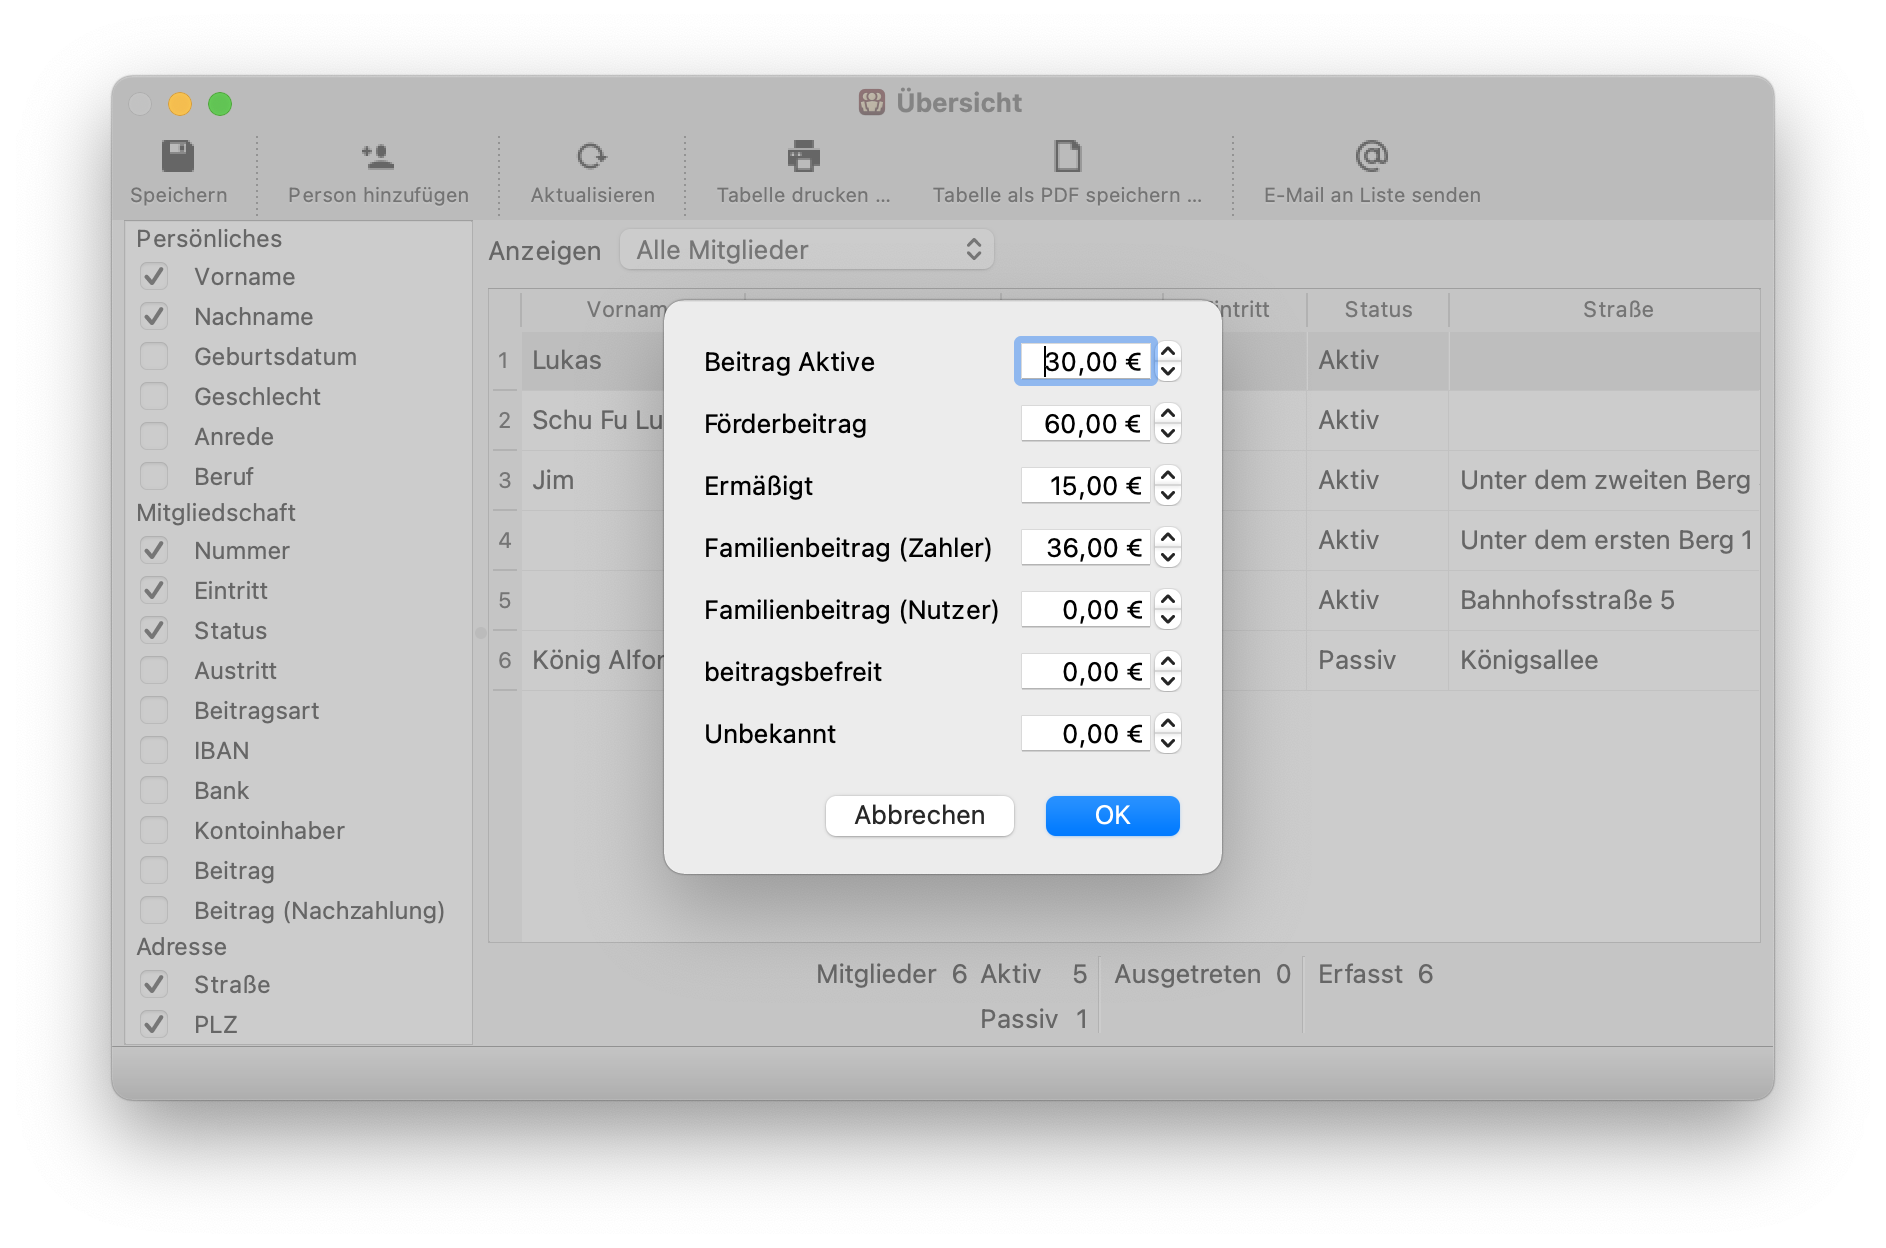 Übersicht
Speichern
Person hinzufügen
Aktualisieren
Tabelle drucken ...
Tabelle als PDF speichern ...
E-Mail an Liste senden
Persönliches
Vorname
Nachname
Geburtsdatum
Geschlecht
Anrede
Beruf
Mitgliedschaft
Nummer
Eintritt
Status
Austritt
Beitragsart
IBAN
Bank
Kontoinhaber
Beitrag
Beitrag (Nachzahlung)
Adresse
Straße
PLZ
Anzeigen Alle Mitglieder
Status Straße
1 Lukas Aktiv
2 Schu Fu Lu Aktiv
3 Jim Aktiv Unter dem zweiten Berg
4 Aktiv Unter dem ersten Berg 1
5 Aktiv Bahnhofsstraße 5
6 König Passiv Königsallee
Beitrag Aktive 30,00 €
Förderbeitrag 60,00 €
Ermäßigt 15,00 €
Familienbeitrag (Zahler) 36,00 €
Familienbeitrag (Nutzer) 0,00 €
beitragsbefreit 0,00 €
Unbekannt 0,00 €
Abbrechen OK
Mitglieder 6 Aktiv 5 Ausgetreten 0 Erfasst 6
Passiv 1